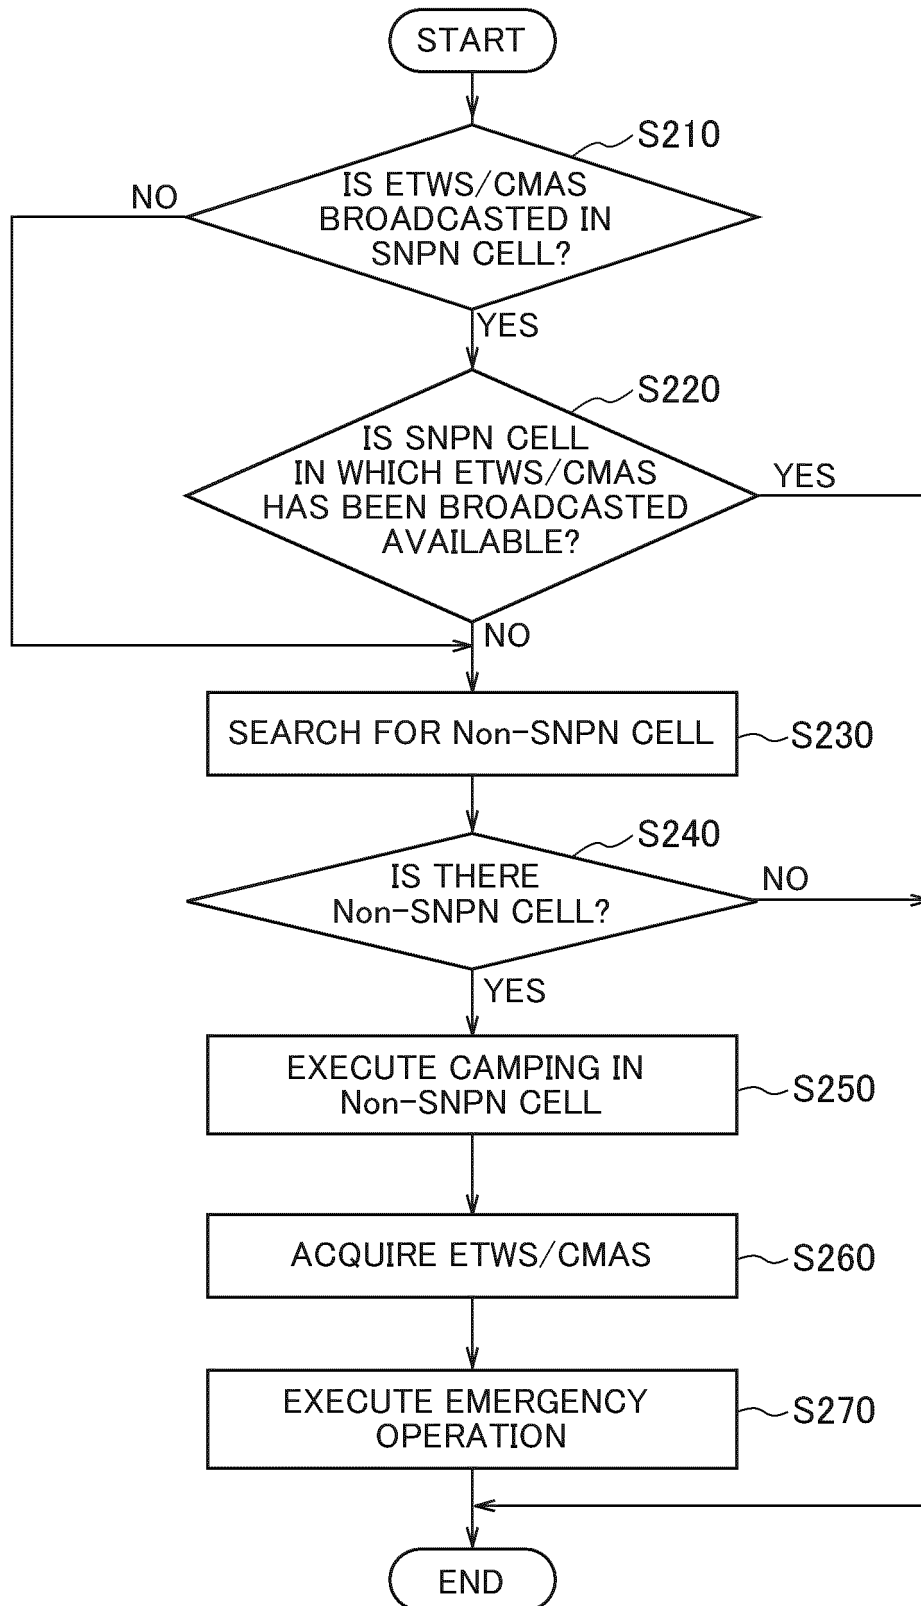 START
S210
IS ETWS/CMAS
BROADCASTED IN
SNPN CELL?
NO
YES
S220
IS SNPN CELL
IN WHICH ETWS/CMAS
HAS BEEN BROADCASTED
AVAILABLE?
YES
NO
SEARCH FOR Non-SNPN CELL
S230
S240
IS THERE
Non-SNPN CELL?
NO
YES
EXECUTE CAMPING IN
Non-SNPN CELL
S250
ACQUIRE ETWS/CMAS
S260
EXECUTE EMERGENCY
OPERATION
S270
END